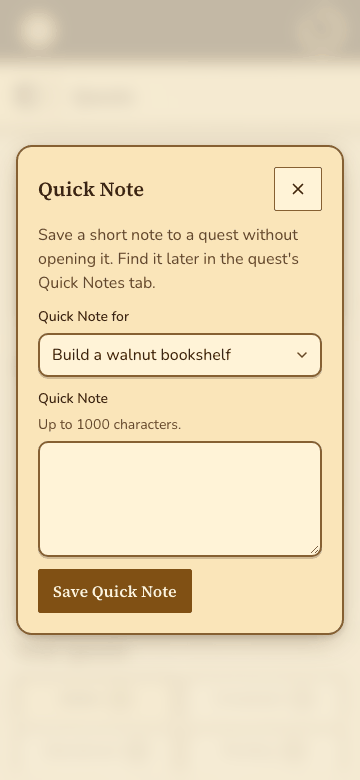 Quick Note
Save a short note to a quest without
opening it. Find it later in the quest's
Quick Notes tab.
Quick Note for
Build a walnut bookshelf
Quick Note
Up to 1000 characters.
Save Quick Note